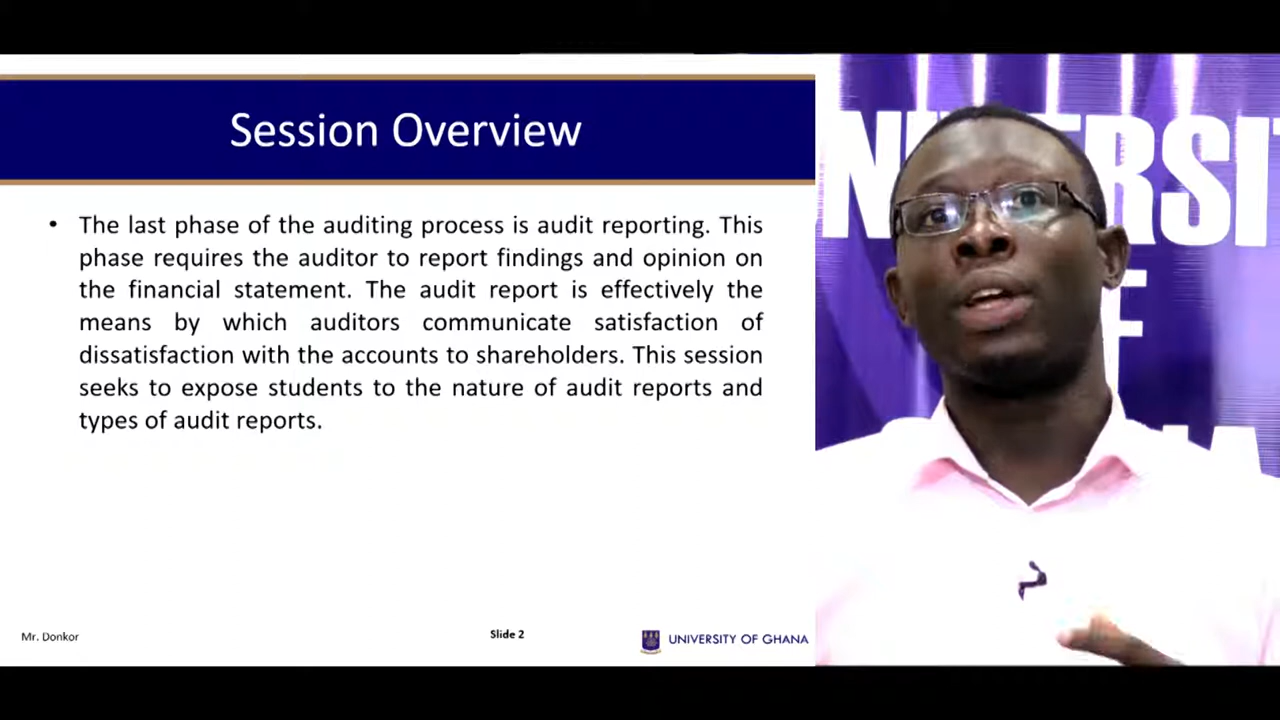 Session Overview
• The last phase of the auditing process is audit reporting. This
phase requires the auditor to report findings and opinion on
the financial statement. The audit report is effectively the
means by which auditors communicate satisfaction of
dissatisfaction with the accounts to shareholders. This session
seeks to expose students to the nature of audit reports and
types of audit reports.
Mr. Donkor
Slide 2
UNIVERSITY OF GHANA